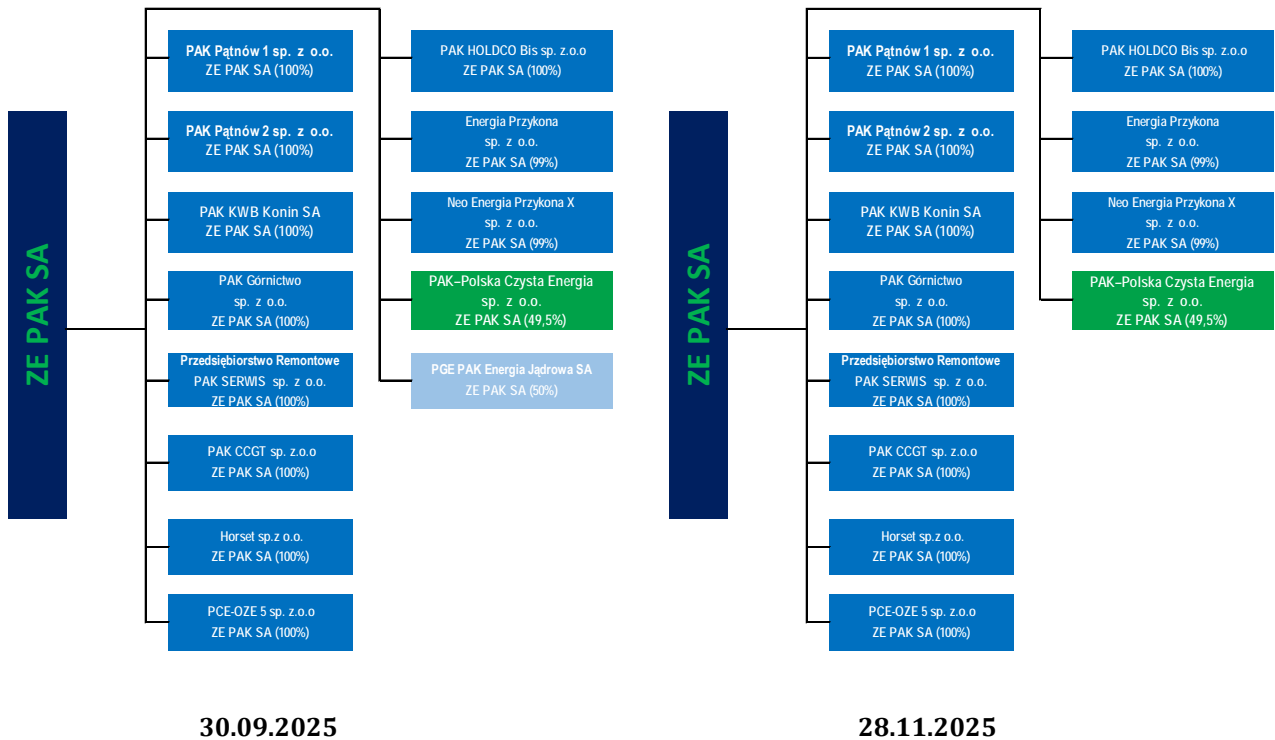 ZE PAK SA
PAK Pątnów 1 sp. z o.o.
ZE PAK SA (100%)
PAK Pątnów 2 sp. z o.o.
ZE PAK SA (100%)
PAK KWB Konin SA
ZE PAK SA (100%)
PAK Górnictwo
sp. z o.o.
ZE PAK SA (100%)
Przedsiębiorstwo Remontowe
PAK SERWIS sp. z o.o.
ZE PAK SA (100%)
PAK CCGT sp. z.o.o
ZE PAK SA (100%)
Horset sp.z o.o.
ZE PAK SA (100%)
PCE-OZE 5 sp. z.o.o
ZE PAK SA (100%)
PAK HOLDCO Bis sp. z.o.o
ZE PAK SA (100%)
Energia Przykona
sp. z o.o.
ZE PAK SA (99%)
Neo Energia Przykona X
sp. z o.o.
ZE PAK SA (99%)
PAK–Polska Czysta Energia
sp. z o.o.
ZE PAK SA (49,5%)
PGE PAK Energia Jądrowa SA
ZE PAK SA (50%)
30.09.2025
ZE PAK SA
PAK Pątnów 1 sp. z o.o.
ZE PAK SA (100%)
PAK Pątnów 2 sp. z o.o.
ZE PAK SA (100%)
PAK KWB Konin SA
ZE PAK SA (100%)
PAK Górnictwo
sp. z o.o.
ZE PAK SA (100%)
Przedsiębiorstwo Remontowe
PAK SERWIS sp. z o.o.
ZE PAK SA (100%)
PAK CCGT sp. z.o.o
ZE PAK SA (100%)
Horset sp.z o.o.
ZE PAK SA (100%)
PCE-OZE 5 sp. z.o.o
ZE PAK SA (100%)
PAK HOLDCO Bis sp. z.o.o
ZE PAK SA (100%)
Energia Przykona
sp. z o.o.
ZE PAK SA (99%)
Neo Energia Przykona X
sp. z o.o.
ZE PAK SA (99%)
PAK–Polska Czysta Energia
sp. z o.o.
ZE PAK SA (49,5%)
28.11.2025